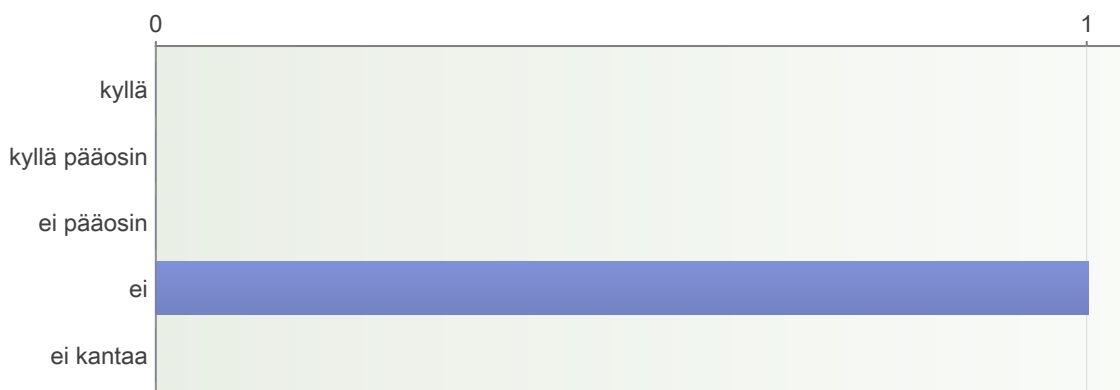 0 1
kyllä
kyllä pääosin
ei pääosin
ei
ei kantaa